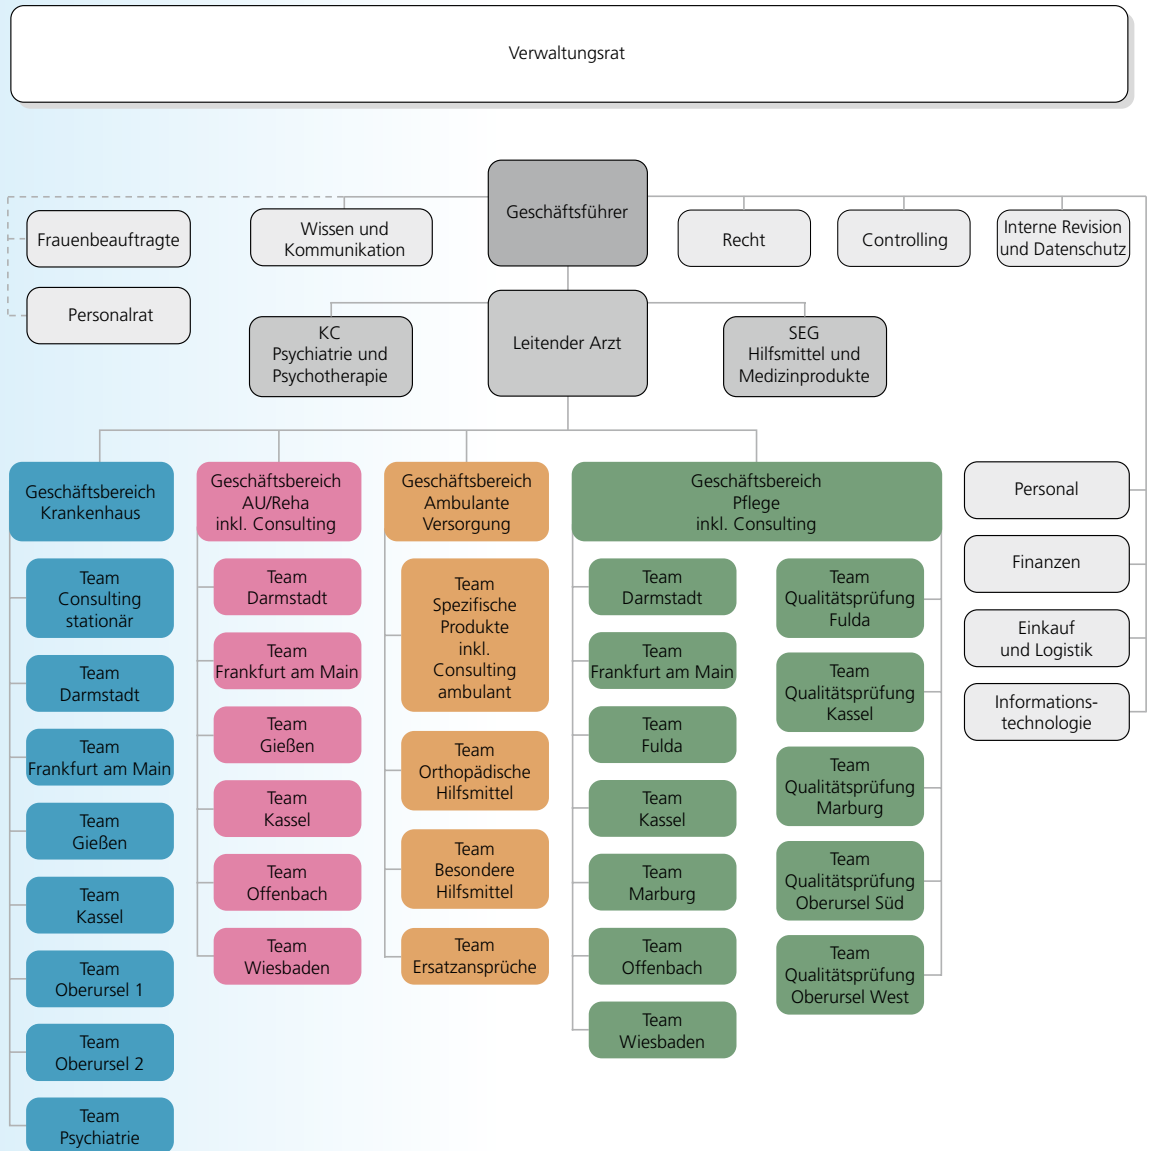 Verwaltungsrat
Geschäftsführer
Frauenbeauftragte
Wissen und
Kommunikation
Recht
Controlling
Interne Revision
und Datenschutz
Personalrat
KC
Psychiatrie und
Psychotherapie
Leitender Arzt
SEG
Hilfsmittel und
Medizinprodukte
Geschäftsbereich
Krankenhaus
Team
Consulting
stationär
Team
Darmstadt
Team
Frankfurt am Main
Team
Gießen
Team
Kassel
Team
Oberursel 1
Team
Oberursel 2
Team
Psychiatrie
Geschäftsbereich
AU/Reha
inkl. Consulting
Team
Darmstadt
Team
Frankfurt am Main
Team
Gießen
Team
Kassel
Team
Offenbach
Team
Wiesbaden
Geschäftsbereich
Ambulante
Versorgung
Team
Spezifische
Produkte
inkl.
Consulting
ambulant
Team
Orthopädische
Hilfsmittel
Team
Besondere
Hilfsmittel
Team
Ersatzansprüche
Geschäftsbereich
Pflege
inkl. Consulting
Team
Darmstadt
Team
Frankfurt am Main
Team
Fulda
Team
Kassel
Team
Marburg
Team
Offenbach
Team
Wiesbaden
Team
Qualitätsprüfung
Fulda
Team
Qualitätsprüfung
Kassel
Team
Qualitätsprüfung
Marburg
Team
Qualitätsprüfung
Oberursel Süd
Team
Qualitätsprüfung
Oberursel West
Personal
Finanzen
Einkauf
und Logistik
Informations-
technologie